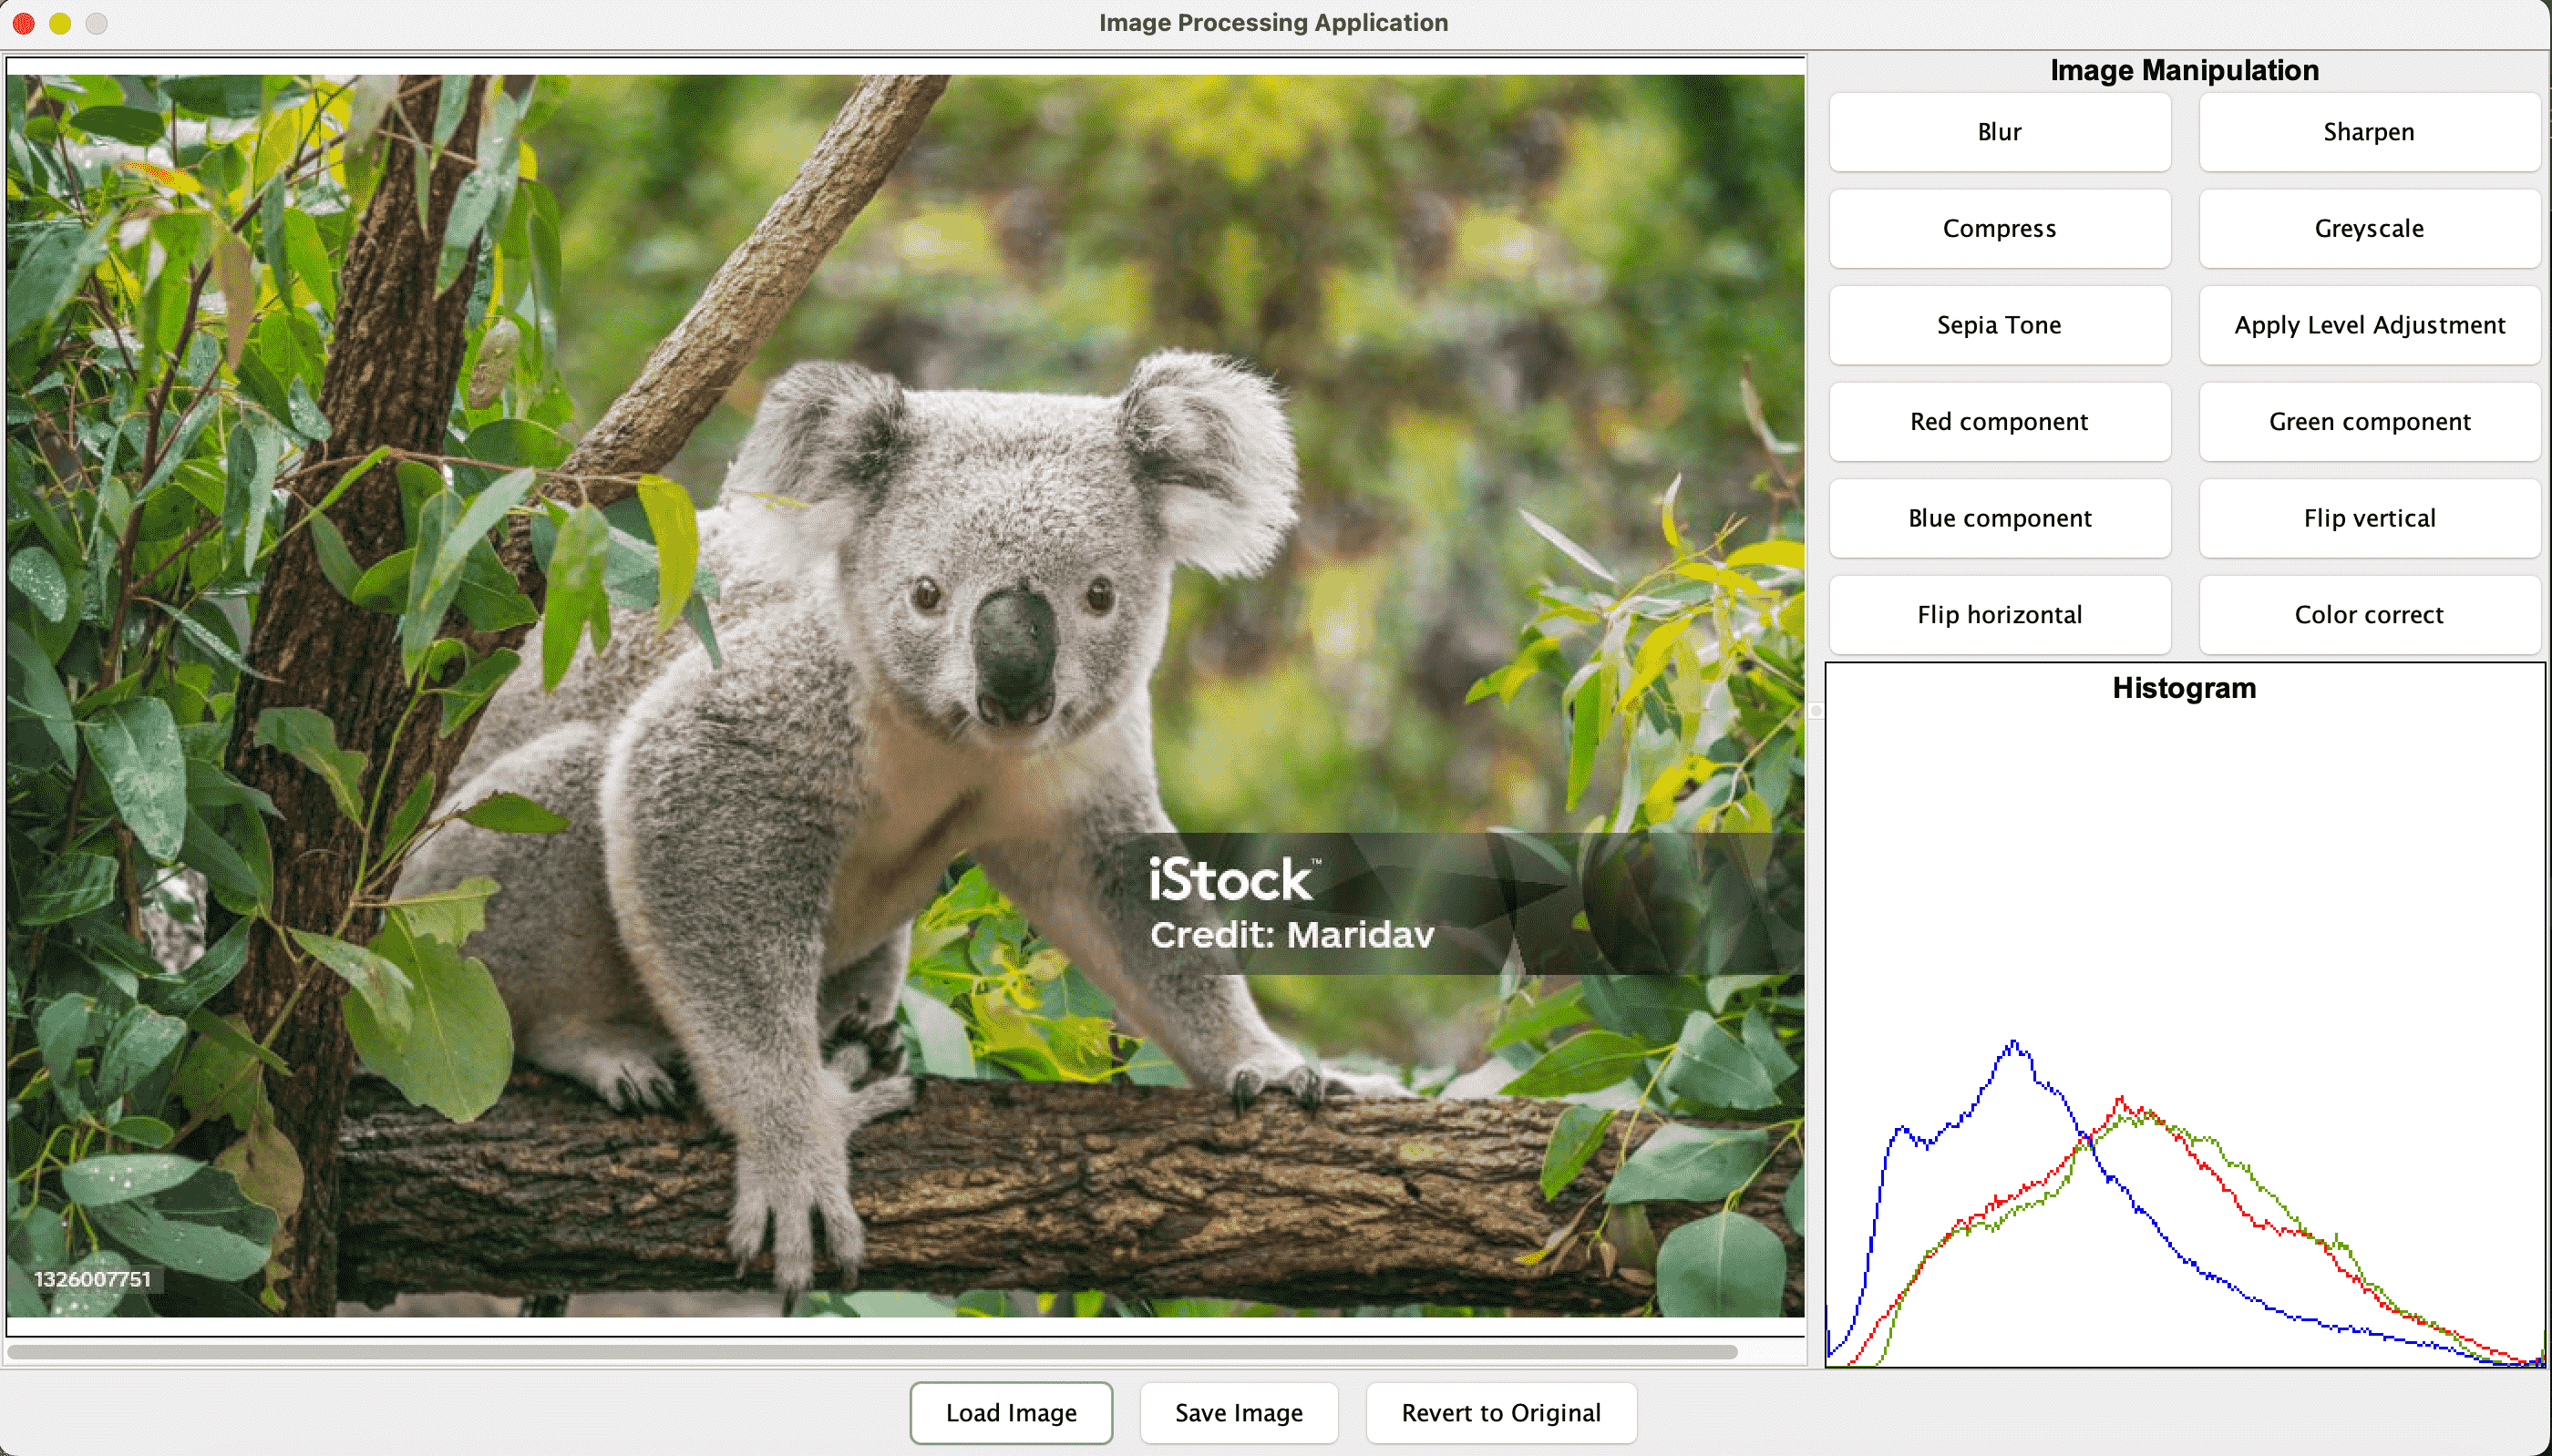 Image Processing Application
Image Manipulation
Blur
Sharpen
Compress
Greyscale
Sepia Tone
Apply Level Adjustment
Red component
Green component
Blue component
Flip vertical
Flip horizontal
Color correct
Histogram
iStock™
Credit: Maridav
1326007751
Load Image
Save Image
Revert to Original